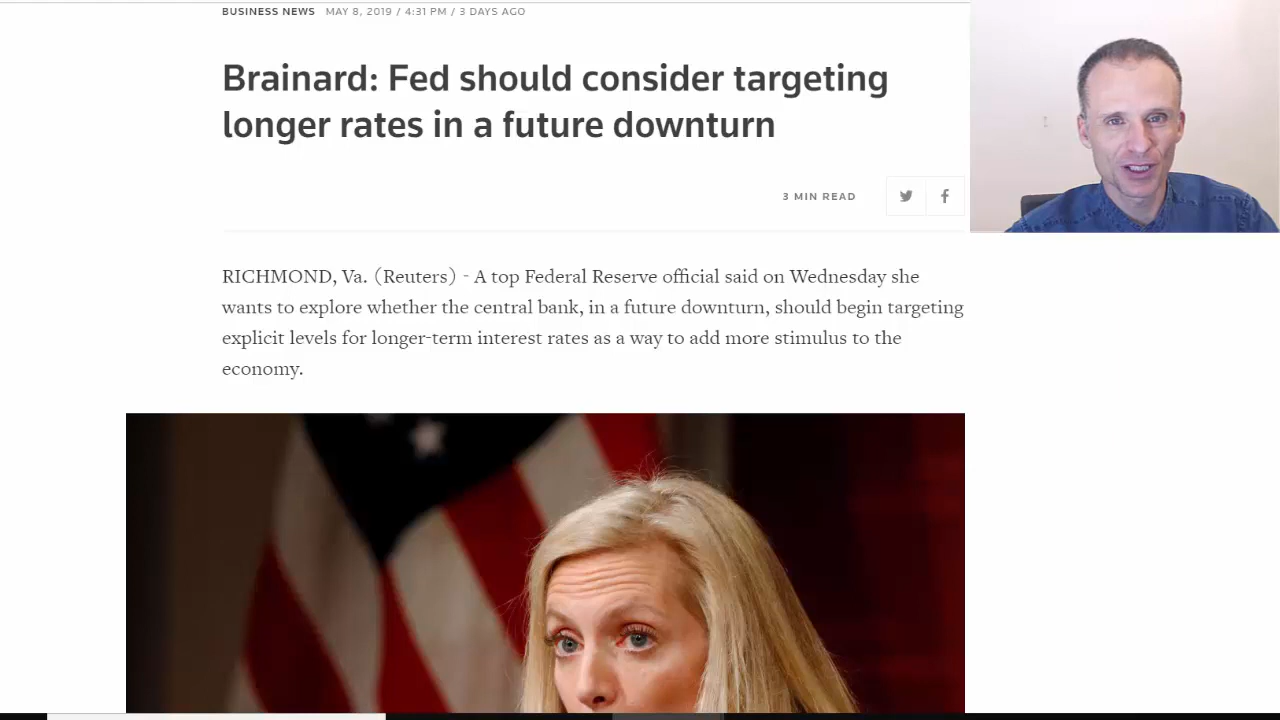 BUSINESS NEWS MAY 8, 2019 / 4:31 PM / 3 DAYS AGO
Brainard: Fed should consider targeting
longer rates in a future downturn
3 MIN READ
RICHMOND, Va. (Reuters) - A top Federal Reserve official said on Wednesday she
wants to explore whether the central bank, in a future downturn, should begin targeting
explicit levels for longer-term interest rates as a way to add more stimulus to the
economy.